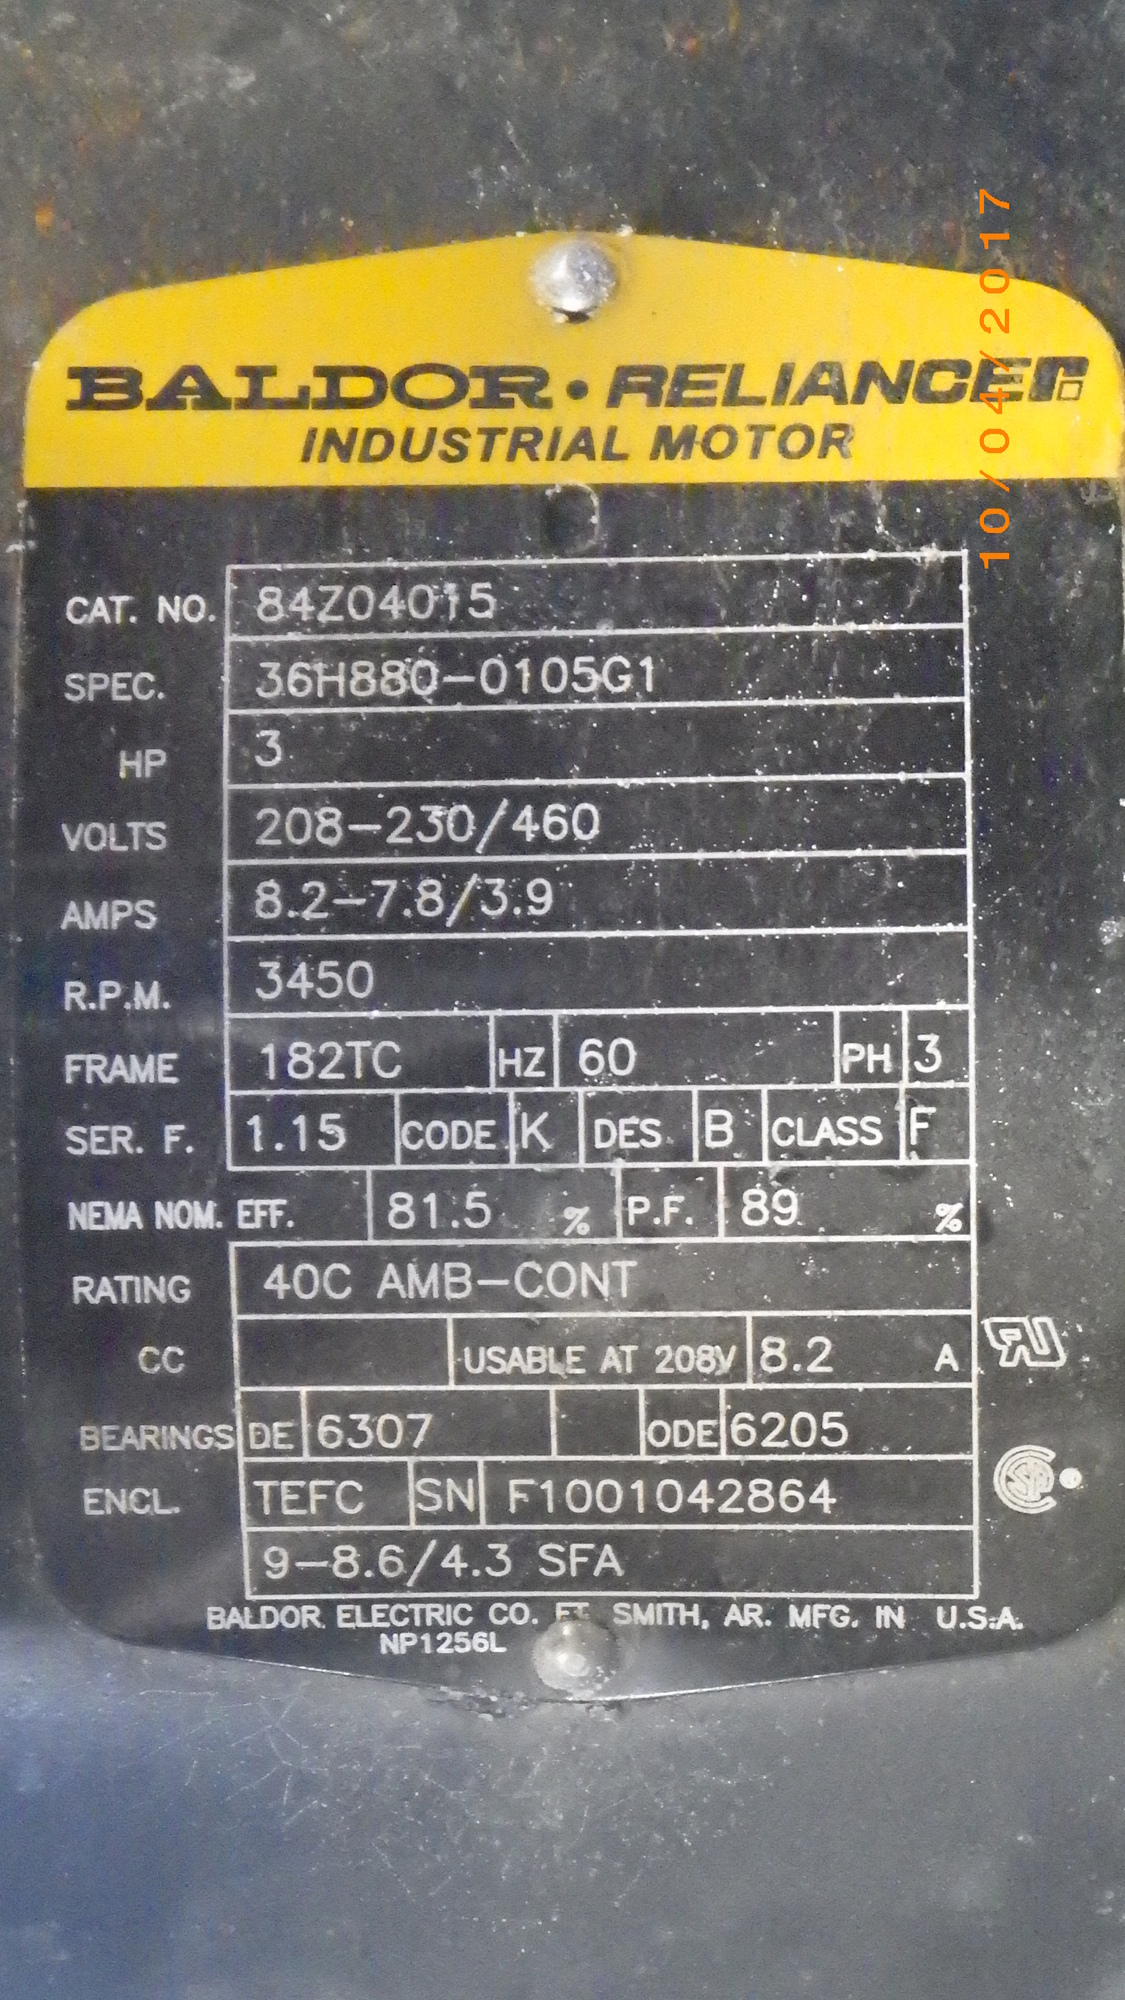 BALDOR • RELIANCE
INDUSTRIAL MOTOR
10/04/2017
CAT. NO. 84Z04015
SPEC. 36H880-0105G1
HP 3
VOLTS 208-230/460
AMPS 8.2-7.8/3.9
R.P.M. 3450
FRAME 182TC HZ 60 PH 3
SER. F. 1.15 CODE K DES. B CLASS F
NEMA NOM. EFF. 81.5 % P.F. 89 %
RATING 40C AMB-CONT
CC USABLE AT 208V 8.2 A
BEARINGS DE 6307 ODE 6205
ENCL. TEFC SN F1001042864
9-8.6/4.3 SFA
BALDOR ELECTRIC CO. FT. SMITH, AR. MFG. IN U.S.A.
NP1256L